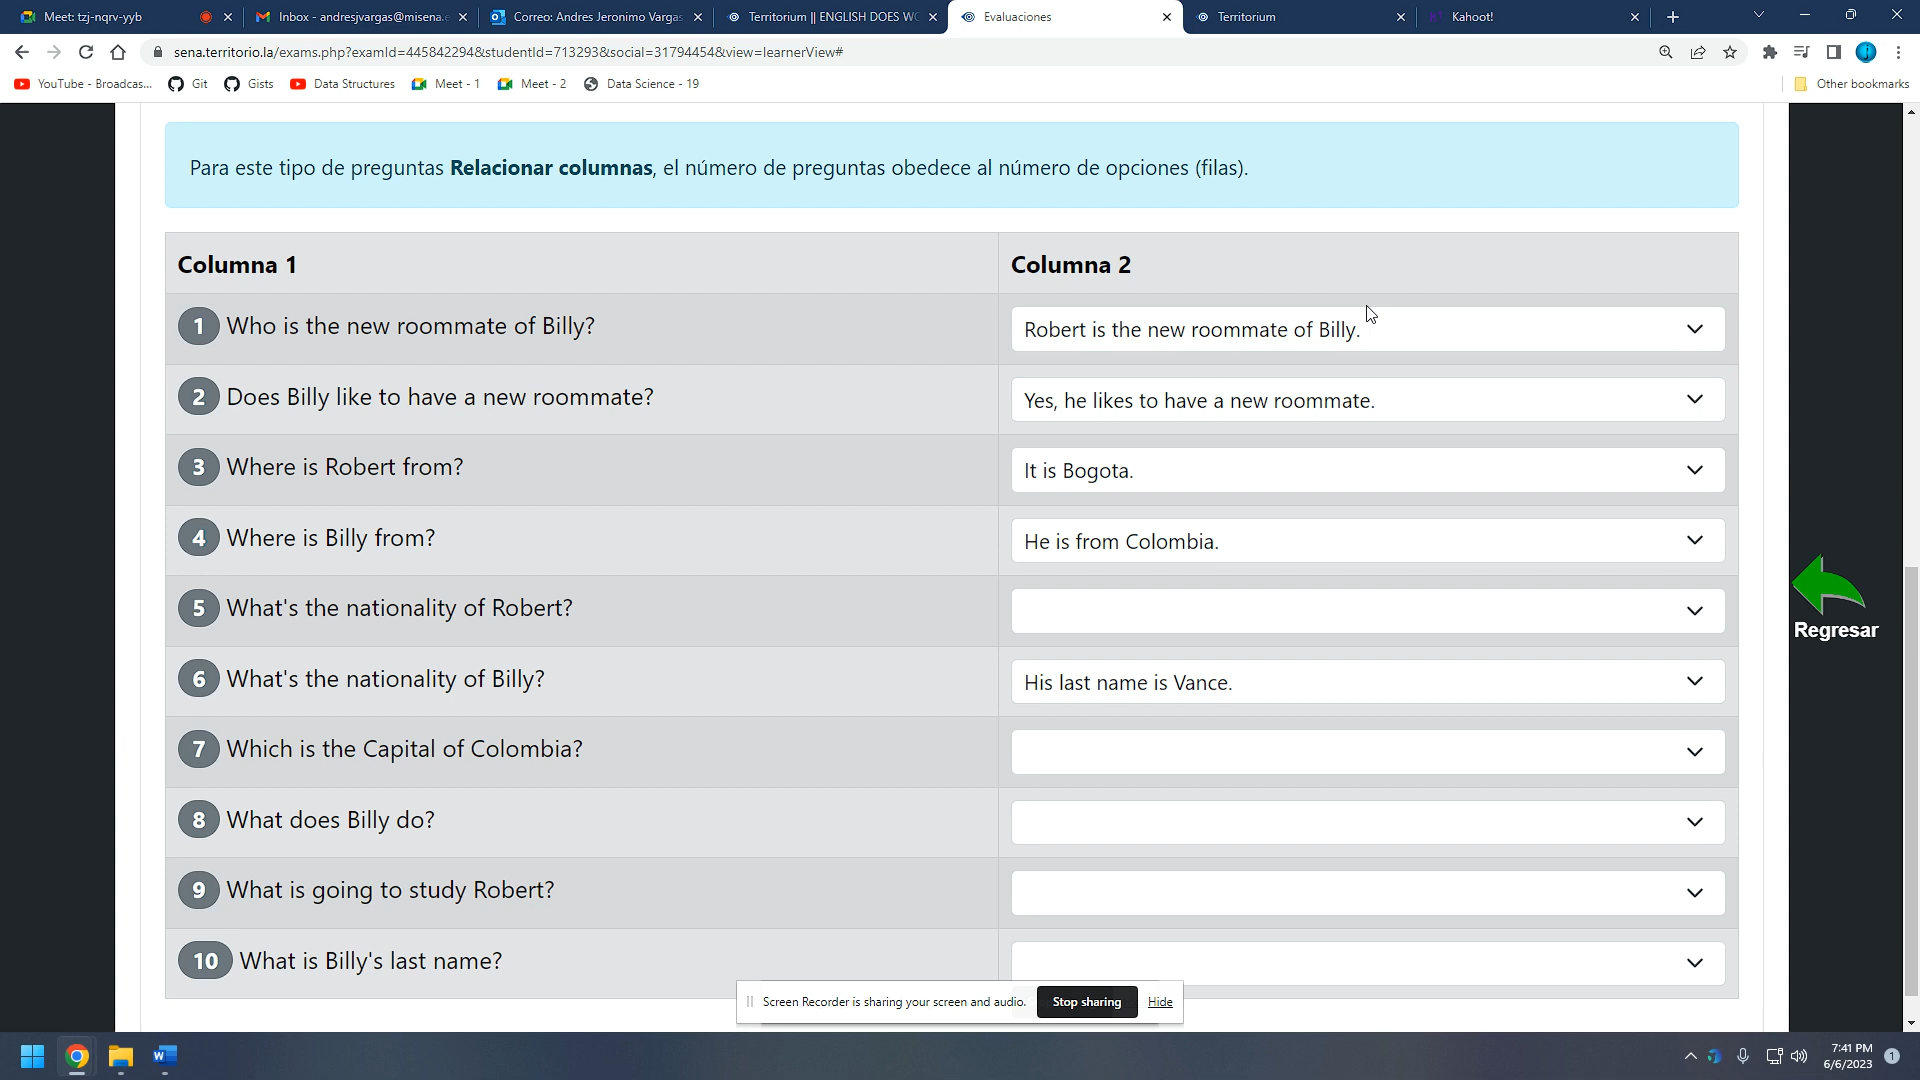 Meet: tzj-nqrv-yyb
Inbox - andresjvargas@misena.e
Correo: Andres Jeronimo Vargas
Territorium || ENGLISH DOES WO
Evaluaciones
Territorium
Kahoot!
sena.territorio.la/exams.php?examId=445842294&studentId=713293&social=31794454&view=learnerView#
YouTube - Broadcas...
Git
Gists
Data Structures
Meet - 1
Meet - 2
Data Science - 19
Other bookmarks
Para este tipo de preguntas Relacionar columnas, el número de preguntas obedece al número de opciones (filas).
Columna 1
Columna 2
1 Who is the new roommate of Billy?
Robert is the new roommate of Billy.
2 Does Billy like to have a new roommate?
Yes, he likes to have a new roommate.
3 Where is Robert from?
It is Bogota.
4 Where is Billy from?
He is from Colombia.
5 What's the nationality of Robert?
6 What's the nationality of Billy?
His last name is Vance.
7 Which is the Capital of Colombia?
8 What does Billy do?
9 What is going to study Robert?
10 What is Billy's last name?
Regresar
Screen Recorder is sharing your screen and audio.
Stop sharing
Hide
7:41 PM
6/6/2023
1